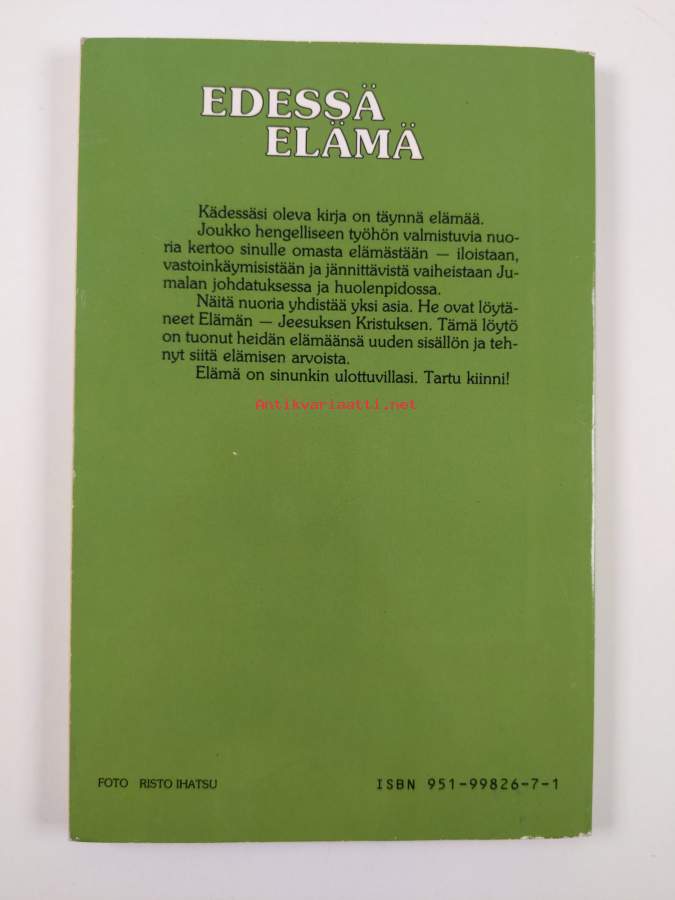 EDESSÄ
ELÄMÄ
Kädessäsi oleva kirja on täynnä elämää.
Joukko hengelliseen työhön valmistuvia nuo-
ria kertoo sinulle omasta elämästään — iloistaan,
vastoinkäymisistään ja jännittävistä vaiheistaan Ju-
malan johdatuksessa ja huolenpidossa.
Näitä nuoria yhdistää yksi asia. He ovat löytä-
neet Elämän — Jeesuksen Kristuksen. Tämä löytö
on tuonut heidän elämäänsä uuden sisällön ja teh-
nyt siitä elämisen arvoista.
Elämä on sinunkin ulottuvillasi. Tartu kiinni!
Antikvariaatti.net
FOTO RISTO IHATSU
ISBN 951-99826-7-1